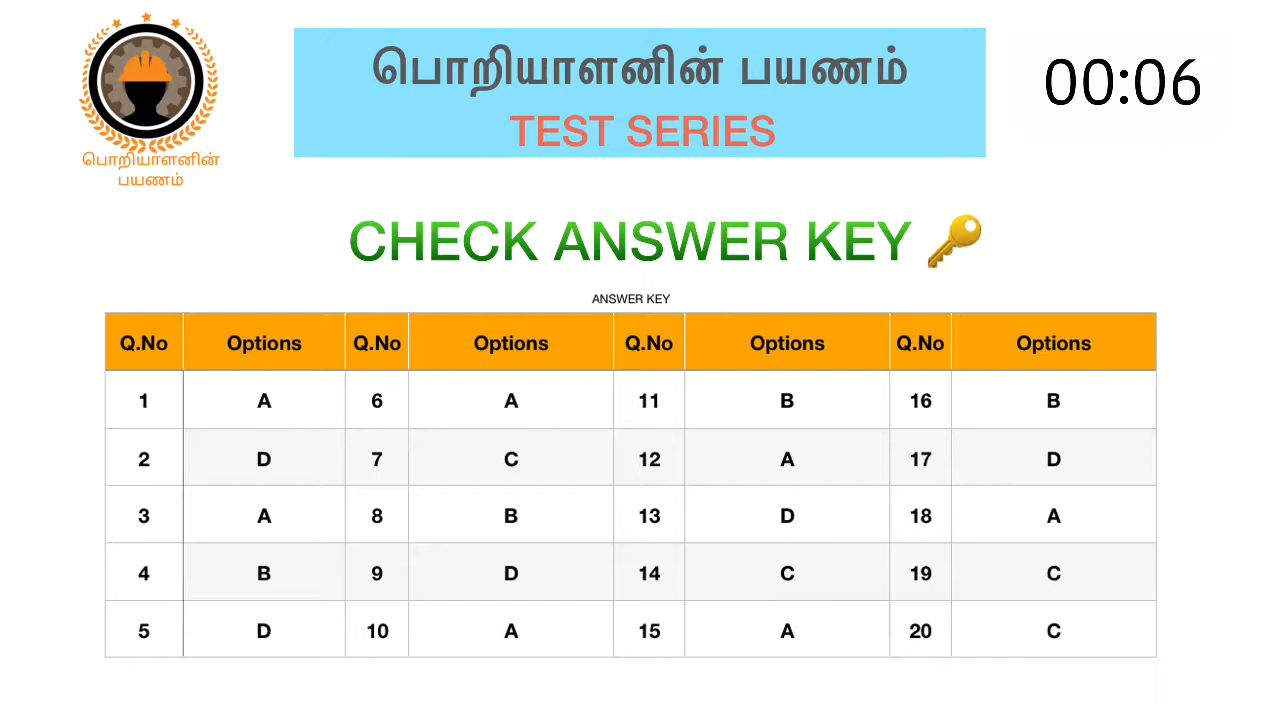 பொறியாளனின் பயணம்
TEST SERIES
00:06
பொறியாளனின்
பயணம்
CHECK ANSWER KEY
ANSWER KEY
Q.No Options Q.No Options Q.No Options Q.No Options
1 A 6 A 11 B 16 B
2 D 7 C 12 A 17 D
3 A 8 B 13 D 18 A
4 B 9 D 14 C 19 C
5 D 10 A 15 A 20 C